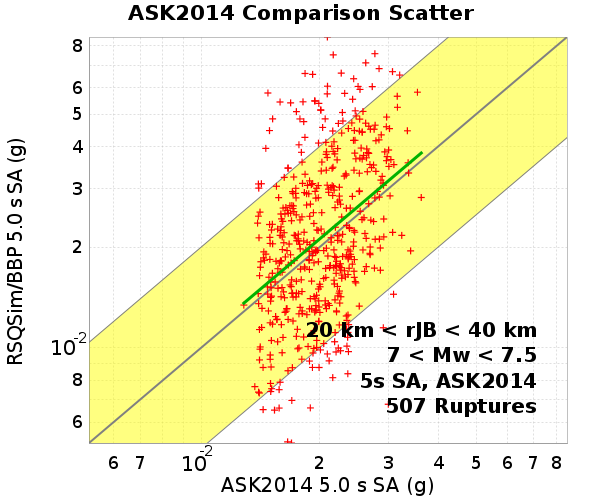 ASK2014 Comparison Scatter
RSQSim/BBP 5.0 s SA (g)
8
6
5
4
3
2
10-2
8
6
20 km < rJB < 40 km
7 < Mw < 7.5
5s SA, ASK2014
507 Ruptures
6 7 10-2 2 3 4 5 6 7 8
ASK2014 5.0 s SA (g)